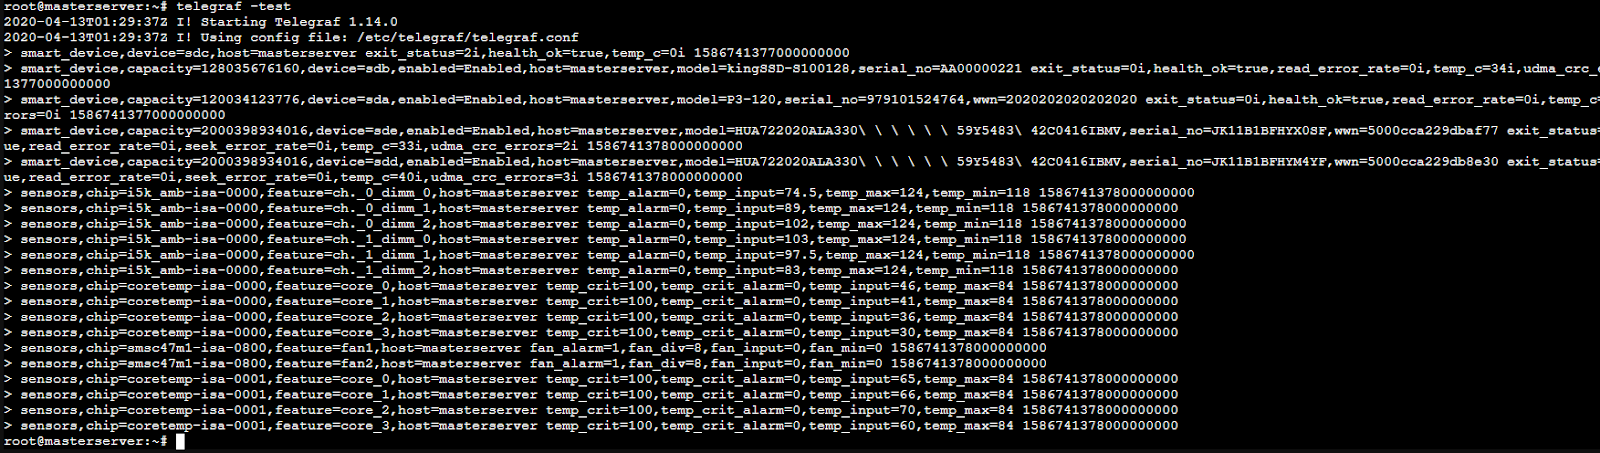 root@masterserver:~# telegraf -test
2020-04-13T01:29:37Z I! Starting Telegraf 1.14.0
2020-04-13T01:29:37Z I! Using config file: /etc/telegraf/telegraf.conf
> smart_device,device=sdc,host=masterserver exit_status=2i,health_ok=true,temp_c=0i 1586741377000000000
> smart_device,capacity=128035676160,device=sdb,enabled=Enabled,host=masterserver,model=kingSSD-S100128,serial_no=AA00000221 exit_status=0i,health_ok=true,read_error_rate=0i,temp_c=34i,udma_crc_e
1377000000000
> smart_device,capacity=120034123776,device=sda,enabled=Enabled,host=masterserver,model=P3-120,serial_no=979101524764,wwn=2020202020202020 exit_status=0i,health_ok=true,read_error_rate=0i,temp_c=
rors=0i 1586741377000000000
> smart_device,capacity=2000398934016,device=sde,enabled=Enabled,host=masterserver,model=HUA722020ALA330\ \ \ \ \ \ 59Y5483\ 42C0416IBMV,serial_no=JK11B1BFHYX0SF,wwn=5000cca229dbaf77 exit_status=
ue,read_error_rate=0i,seek_error_rate=0i,temp_c=33i,udma_crc_errors=2i 1586741378000000000
> smart_device,capacity=2000398934016,device=sdd,enabled=Enabled,host=masterserver,model=HUA722020ALA330\ \ \ \ \ \ 59Y5483\ 42C0416IBMV,serial_no=JK11B1BFHYM4YF,wwn=5000cca229db8e30 exit_status=
ue,read_error_rate=0i,seek_error_rate=0i,temp_c=40i,udma_crc_errors=3i 1586741378000000000
> sensors,chip=i5k_amb-isa-0000,feature=ch._0_dimm_0,host=masterserver temp_alarm=0,temp_input=74.5,temp_max=124,temp_min=118 1586741378000000000
> sensors,chip=i5k_amb-isa-0000,feature=ch._0_dimm_1,host=masterserver temp_alarm=0,temp_input=89,temp_max=124,temp_min=118 1586741378000000000
> sensors,chip=i5k_amb-isa-0000,feature=ch._0_dimm_2,host=masterserver temp_alarm=0,temp_input=102,temp_max=124,temp_min=118 1586741378000000000
> sensors,chip=i5k_amb-isa-0000,feature=ch._1_dimm_0,host=masterserver temp_alarm=0,temp_input=103,temp_max=124,temp_min=118 1586741378000000000
> sensors,chip=i5k_amb-isa-0000,feature=ch._1_dimm_1,host=masterserver temp_alarm=0,temp_input=97.5,temp_max=124,temp_min=118 1586741378000000000
> sensors,chip=i5k_amb-isa-0000,feature=ch._1_dimm_2,host=masterserver temp_alarm=0,temp_input=83,temp_max=124,temp_min=118 1586741378000000000
> sensors,chip=coretemp-isa-0000,feature=core_0,host=masterserver temp_crit=100,temp_crit_alarm=0,temp_input=46,temp_max=84 1586741378000000000
> sensors,chip=coretemp-isa-0000,feature=core_1,host=masterserver temp_crit=100,temp_crit_alarm=0,temp_input=41,temp_max=84 1586741378000000000
> sensors,chip=coretemp-isa-0000,feature=core_2,host=masterserver temp_crit=100,temp_crit_alarm=0,temp_input=36,temp_max=84 1586741378000000000
> sensors,chip=coretemp-isa-0000,feature=core_3,host=masterserver temp_crit=100,temp_crit_alarm=0,temp_input=30,temp_max=84 1586741378000000000
> sensors,chip=smsc47m1-isa-0800,feature=fan1,host=masterserver fan_alarm=1,fan_div=8,fan_input=0,fan_min=0 1586741378000000000
> sensors,chip=smsc47m1-isa-0800,feature=fan2,host=masterserver fan_alarm=1,fan_div=8,fan_input=0,fan_min=0 1586741378000000000
> sensors,chip=coretemp-isa-0001,feature=core_0,host=masterserver temp_crit=100,temp_crit_alarm=0,temp_input=65,temp_max=84 1586741378000000000
> sensors,chip=coretemp-isa-0001,feature=core_1,host=masterserver temp_crit=100,temp_crit_alarm=0,temp_input=66,temp_max=84 1586741378000000000
> sensors,chip=coretemp-isa-0001,feature=core_2,host=masterserver temp_crit=100,temp_crit_alarm=0,temp_input=70,temp_max=84 1586741378000000000
> sensors,chip=coretemp-isa-0001,feature=core_3,host=masterserver temp_crit=100,temp_crit_alarm=0,temp_input=60,temp_max=84 1586741378000000000
root@masterserver:~#